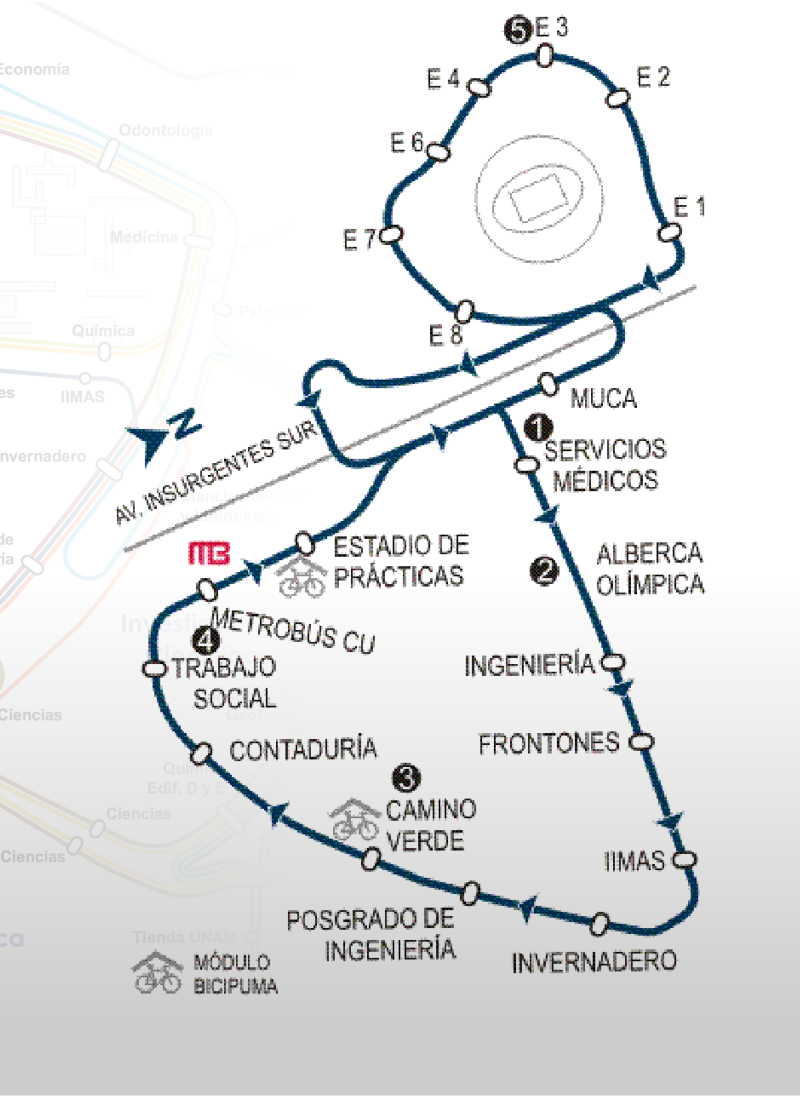 5 E 3
E 4
E 2
E 6
E 1
E 7
E 8
MUCA
1
SERVICIOS
MÉDICOS
AV. INSURGENTES SUR
N
MB
ESTADIO DE
PRÁCTICAS
2
ALBERCA
OLÍMPICA
METROBÚS CU
4
TRABAJO
SOCIAL
INGENIERÍA
CONTADURÍA
FRONTONES
3
CAMINO
VERDE
IIMAS
POSGRADO DE
INGENIERÍA
INVERNADERO
MÓDULO
BICIPUMA
Economía
Odontología
Medicina
Química
IIMAS
Invernadero
Ciencias
Edif. D y E
Ciencias
Ciencias
Tienda UNAM